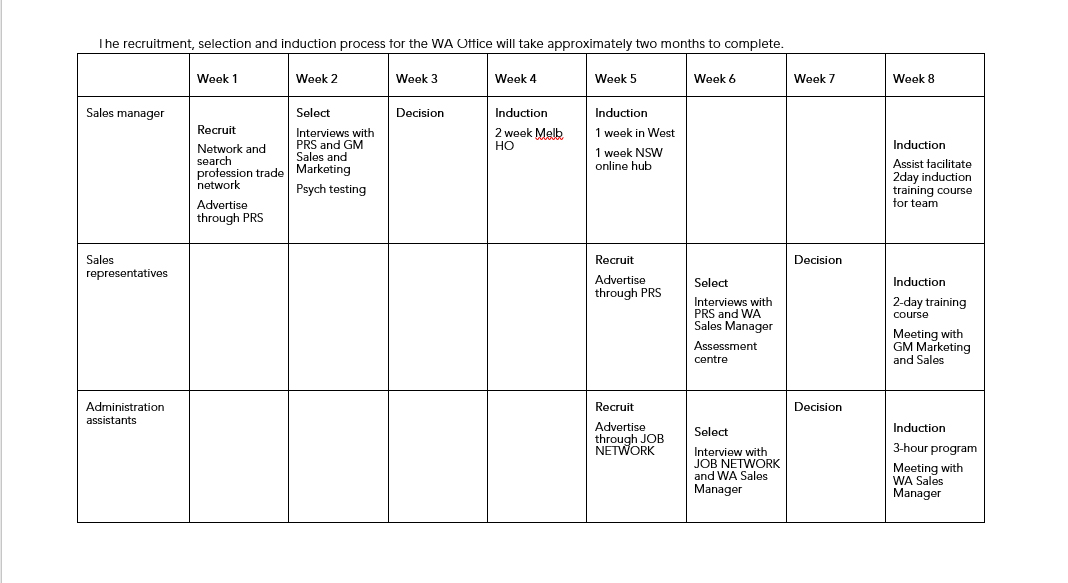 The recruitment, selection and induction process for the WA Office will take approximately two months to complete.
Week 1
Week 2
Week 3
Week 4
Week 5
Week 6
Week 7
Week 8
Sales manager
Recruit
Network and
search
profession trade
network
Advertise
through PRS
Select
Interviews with
PRS and GM
Sales and
Marketing
Psych testing
Decision
Induction
2 week Melb
HO
Induction
1 week in West
1 week NSW
online hub
Induction
Assist facilitate
2day induction
training course
for team
Sales
representatives
Recruit
Advertise
through PRS
Select
Interviews with
PRS and WA
Sales Manager
Assessment
centre
Decision
Induction
2-day training
course
Meeting with
GM Marketing
and Sales
Administration
assistants
Recruit
Advertise
through JOB
NETWORK
Select
Interview with
JOB NETWORK
and WA Sales
Manager
Decision
Induction
3-hour program
Meeting with
WA Sales
Manager